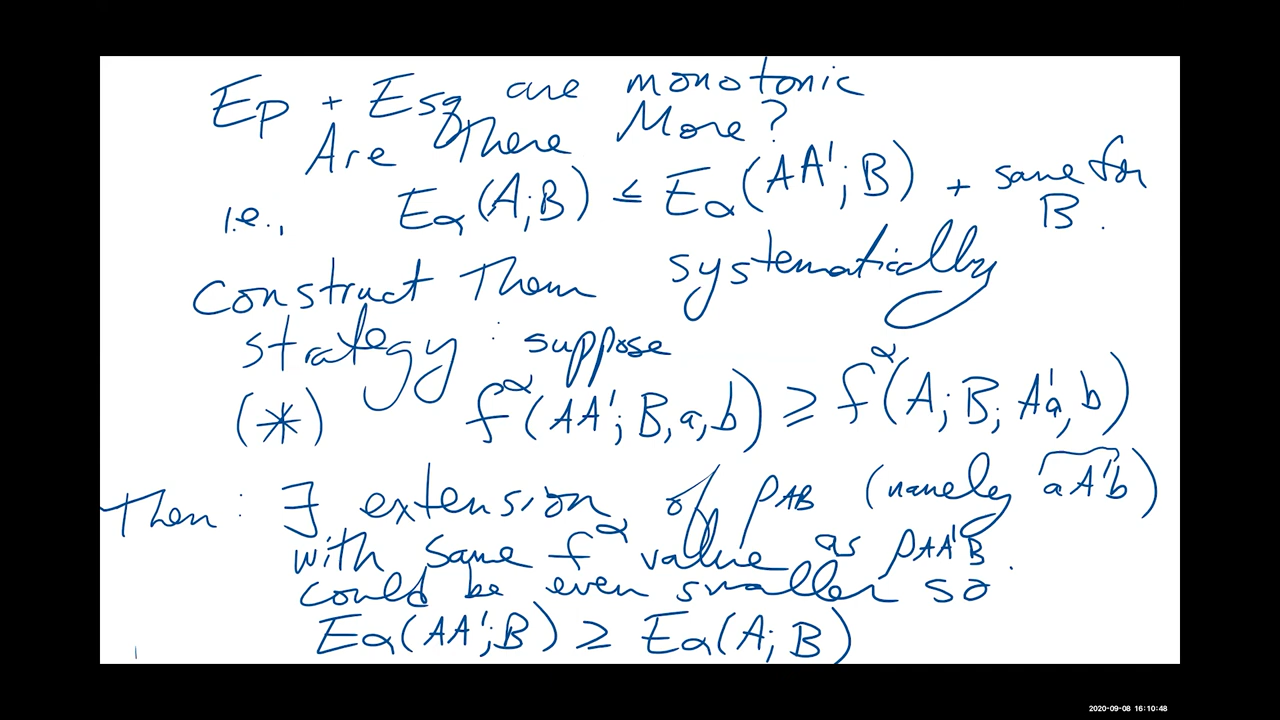 Ep + Esq are monotonic
Are there More?
i.e., Eα(A;B) ≤ Eα(AA';B) + same for B.
construct them systematically
strategy: suppose
(*) f^α(AA';B,a,b) ≥ f^α(A;B;A'a,b)
Then: ∃ extension of ρAB (namely aA'b)
with same f^α value as ρAA'B.
could be even smaller so
Eα(AA';B) ≥ Eα(A;B)
2020-09-08 16:10:48